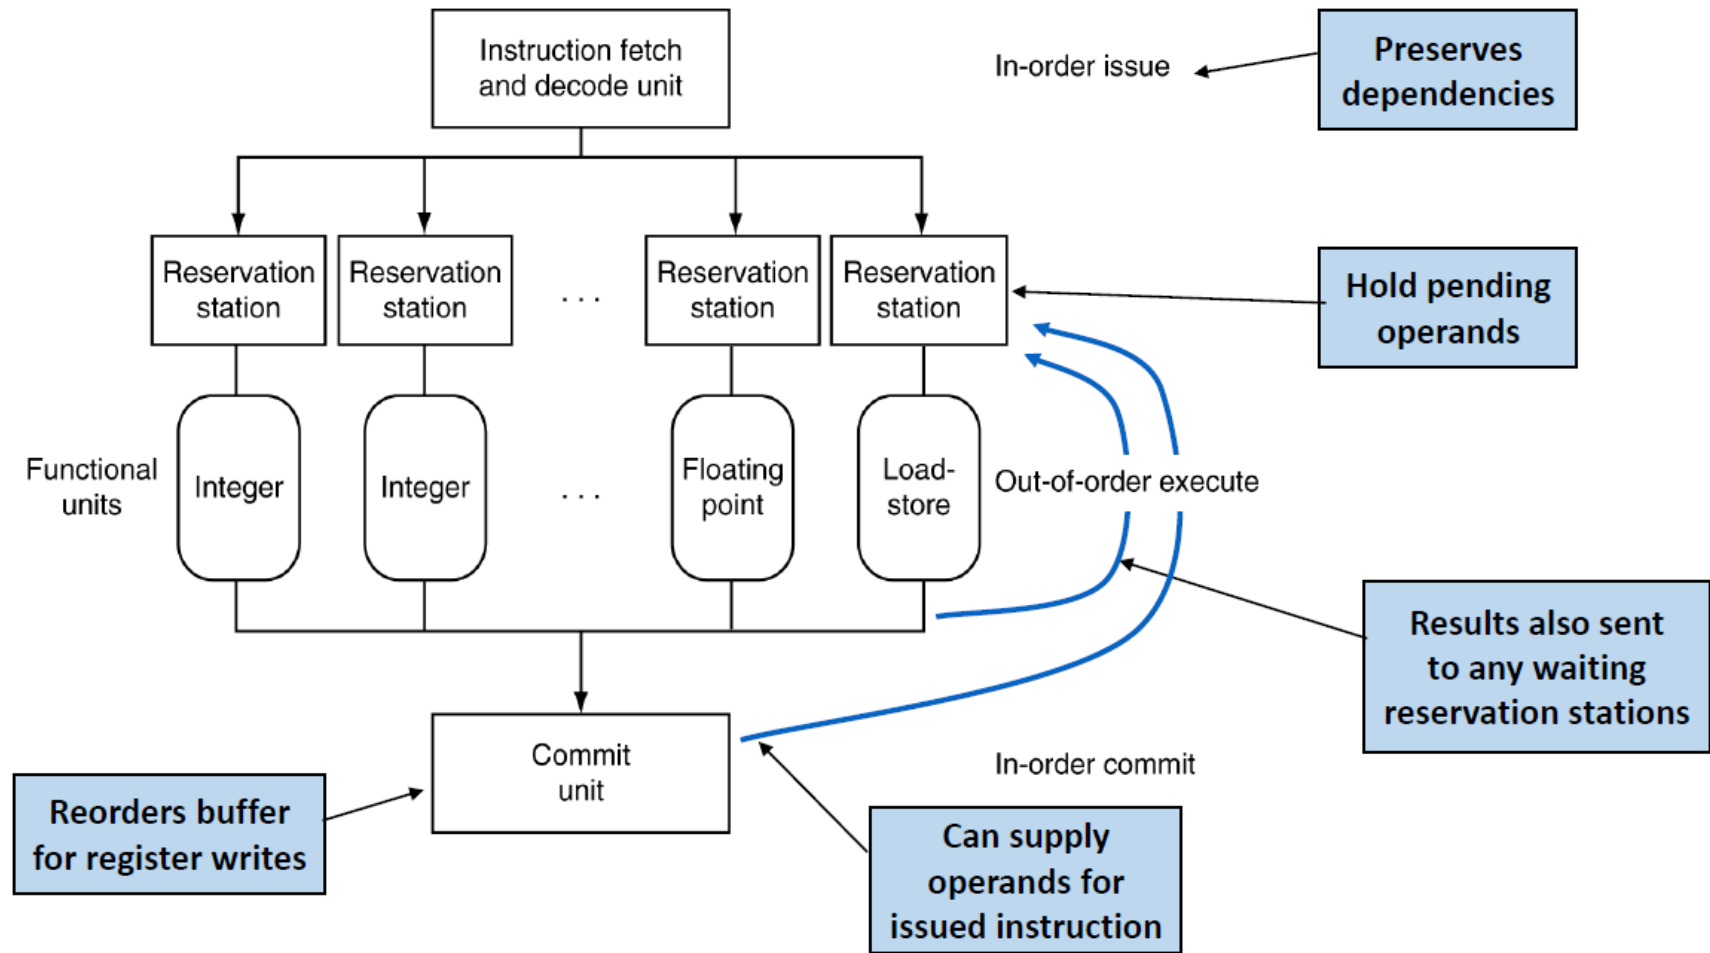 Instruction fetch
and decode unit
In-order issue
Preserves
dependencies
Reservation
station
Reservation
station
. . .
Reservation
station
Reservation
station
Hold pending
operands
Functional
units
Integer
Integer
. . .
Floating
point
Load-
store
Out-of-order execute
Results also sent
to any waiting
reservation stations
Commit
unit
In-order commit
Reorders buffer
for register writes
Can supply
operands for
issued instruction